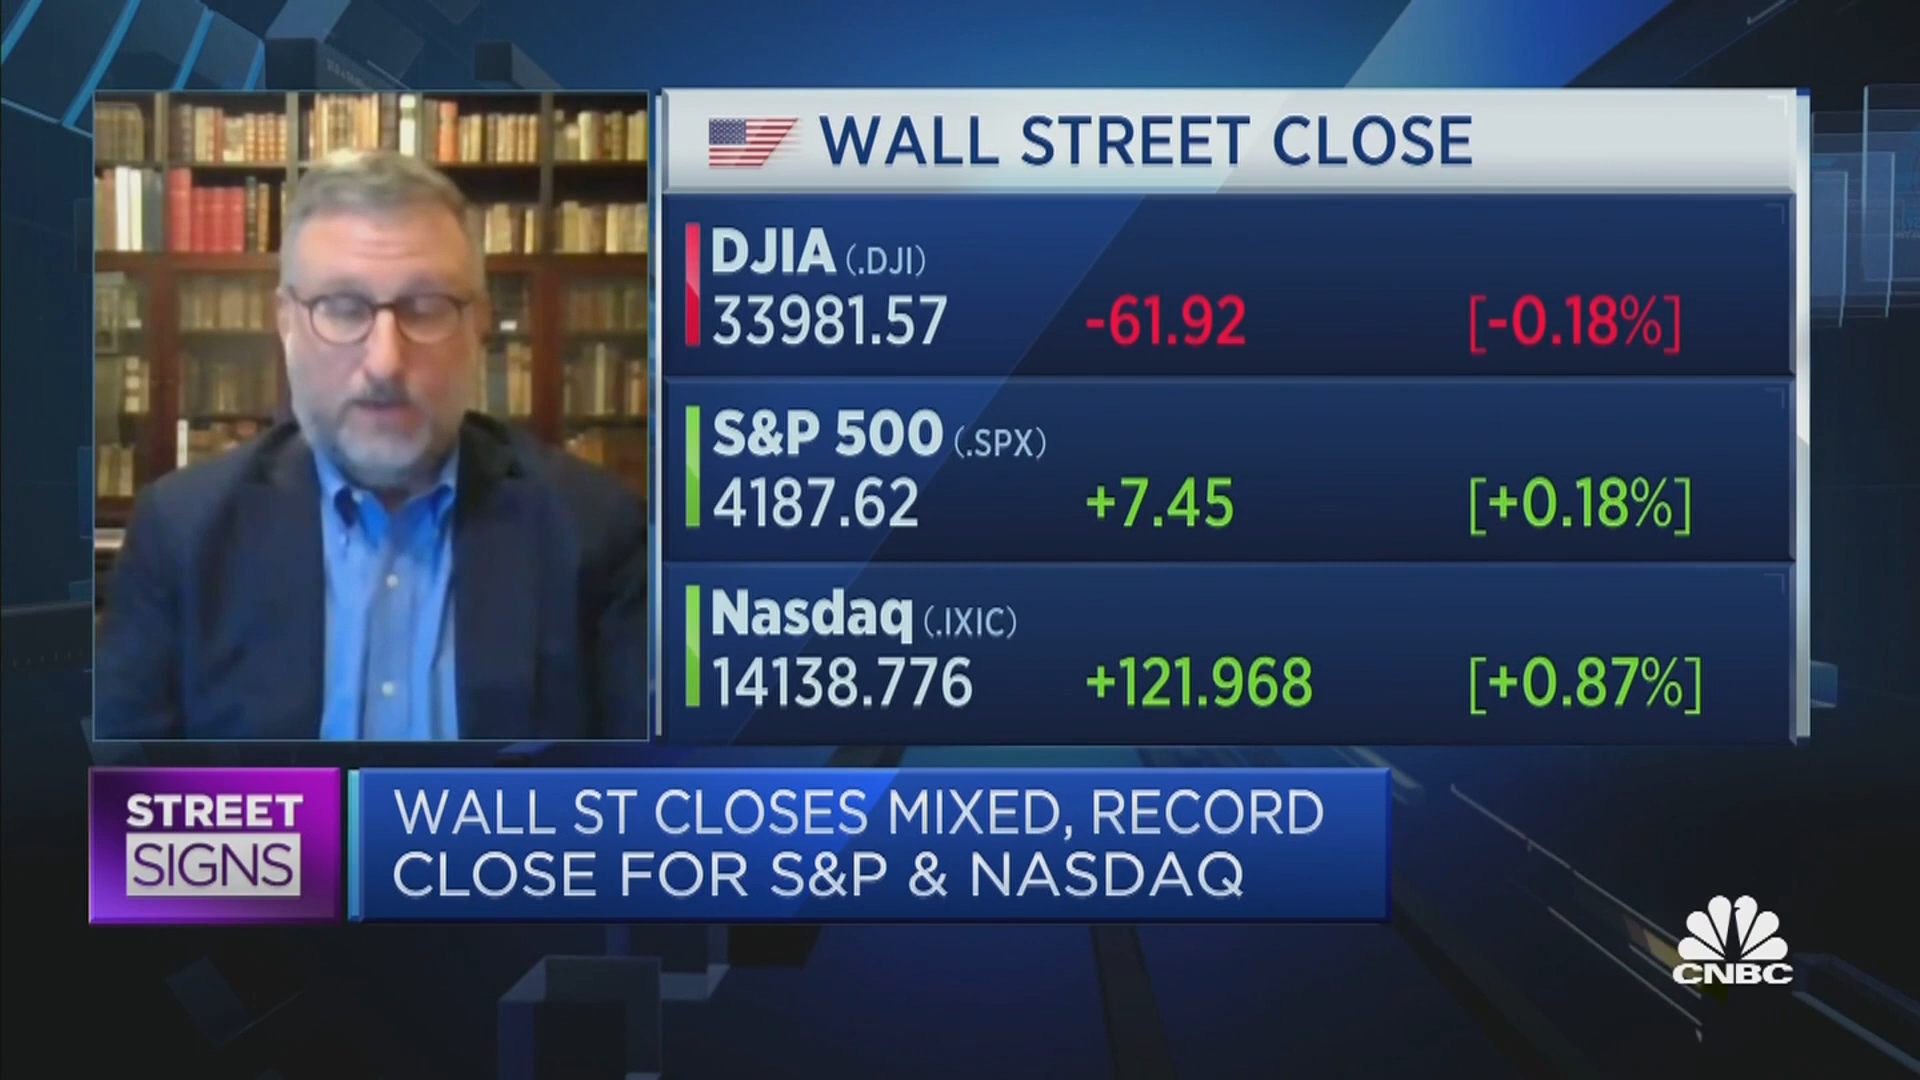 WALL STREET CLOSE
DJIA (.DJI)
33981.57 -61.92 [-0.18%]
S&P 500 (.SPX)
4187.62 +7.45 [+0.18%]
Nasdaq (.IXIC)
14138.776 +121.968 [+0.87%]
STREET
SIGNS
WALL ST CLOSES MIXED, RECORD
CLOSE FOR S&P & NASDAQ
CNBC